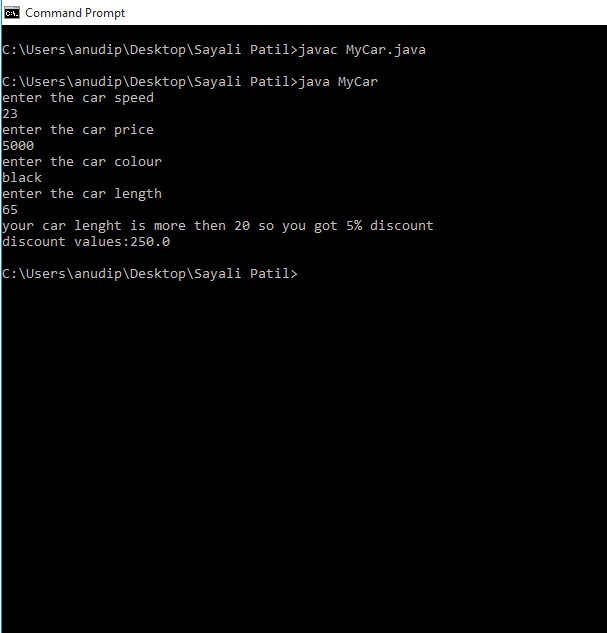 Command Prompt
C:\Users\anudip\Desktop\Sayali Patil>javac MyCar.java
C:\Users\anudip\Desktop\Sayali Patil>java MyCar
enter the car speed
23
enter the car price
5000
enter the car colour
black
enter the car length
65
your car lenght is more then 20 so you got 5% discount
discount values:250.0
C:\Users\anudip\Desktop\Sayali Patil>